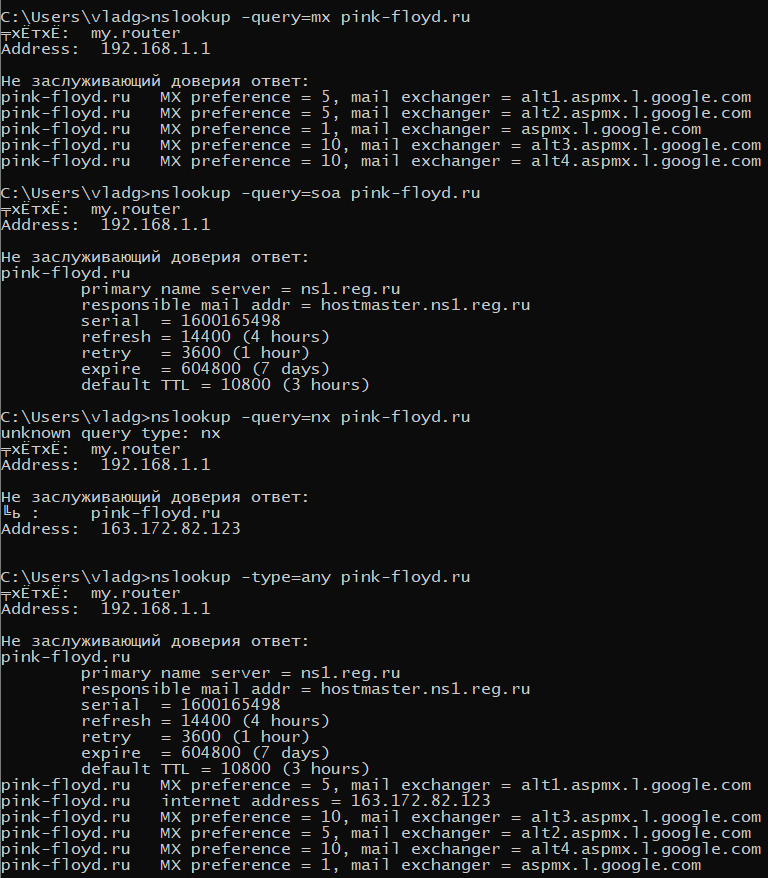 C:\Users\vladg>nslookup -query=mx pink-floyd.ru
╤хЁтхЁ:  my.router
Address:  192.168.1.1
Не заслуживающий доверия ответ:
pink-floyd.ru   MX preference = 5, mail exchanger = alt1.aspmx.l.google.com
pink-floyd.ru   MX preference = 5, mail exchanger = alt2.aspmx.l.google.com
pink-floyd.ru   MX preference = 1, mail exchanger = aspmx.l.google.com
pink-floyd.ru   MX preference = 10, mail exchanger = alt3.aspmx.l.google.com
pink-floyd.ru   MX preference = 10, mail exchanger = alt4.aspmx.l.google.com
C:\Users\vladg>nslookup -query=soa pink-floyd.ru
╤хЁтхЁ:  my.router
Address:  192.168.1.1
Не заслуживающий доверия ответ:
pink-floyd.ru
        primary name server = ns1.reg.ru
        responsible mail addr = hostmaster.ns1.reg.ru
        serial  = 1600165498
        refresh = 14400 (4 hours)
        retry   = 3600 (1 hour)
        expire  = 604800 (7 days)
        default TTL = 10800 (3 hours)
C:\Users\vladg>nslookup -query=nx pink-floyd.ru
unknown query type: nx
╤хЁтхЁ:  my.router
Address:  192.168.1.1
Не заслуживающий доверия ответ:
╚ь :     pink-floyd.ru
Address:  163.172.82.123
C:\Users\vladg>nslookup -type=any pink-floyd.ru
╤хЁтхЁ:  my.router
Address:  192.168.1.1
Не заслуживающий доверия ответ:
pink-floyd.ru
        primary name server = ns1.reg.ru
        responsible mail addr = hostmaster.ns1.reg.ru
        serial  = 1600165498
        refresh = 14400 (4 hours)
        retry   = 3600 (1 hour)
        expire  = 604800 (7 days)
        default TTL = 10800 (3 hours)
pink-floyd.ru   MX preference = 5, mail exchanger = alt1.aspmx.l.google.com
pink-floyd.ru   internet address = 163.172.82.123
pink-floyd.ru   MX preference = 10, mail exchanger = alt3.aspmx.l.google.com
pink-floyd.ru   MX preference = 5, mail exchanger = alt2.aspmx.l.google.com
pink-floyd.ru   MX preference = 10, mail exchanger = alt4.aspmx.l.google.com
pink-floyd.ru   MX preference = 1, mail exchanger = aspmx.l.google.com